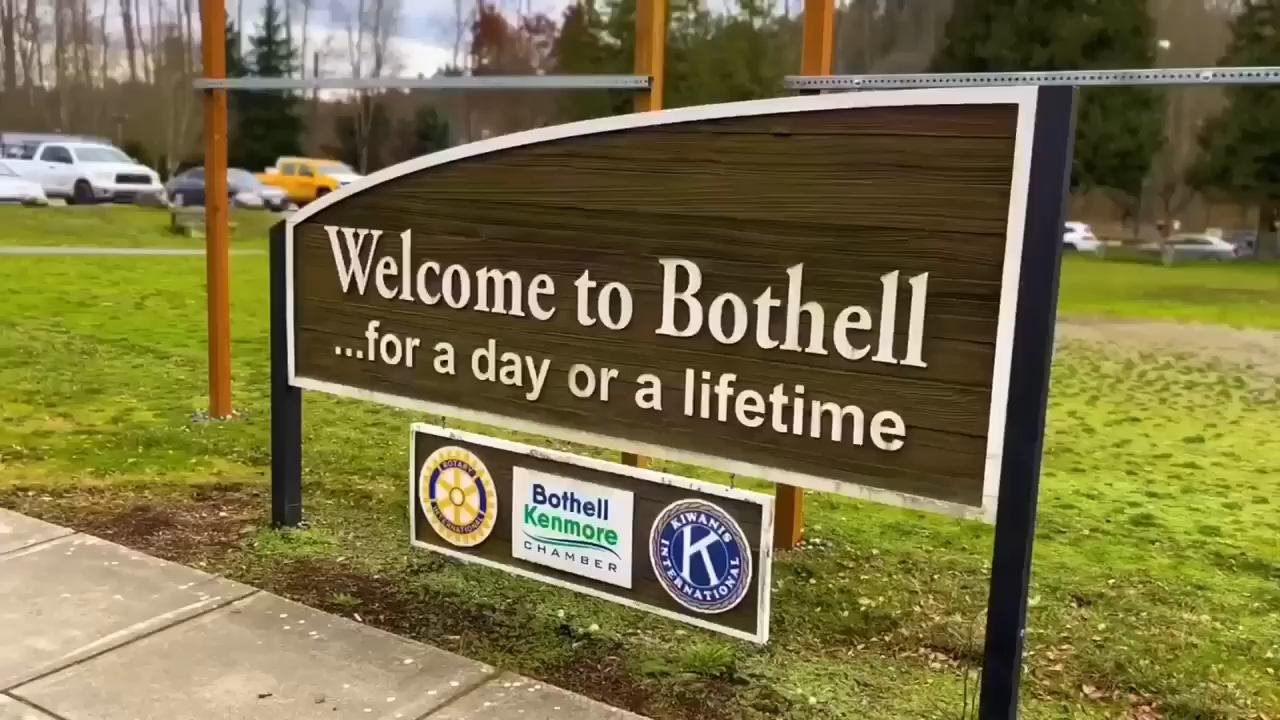 Welcome to Bothell
...for a day or a lifetime
ROTARY
INTERNATIONAL
Bothell
Kenmore
CHAMBER
KIWANIS
K
INTERNATIONAL